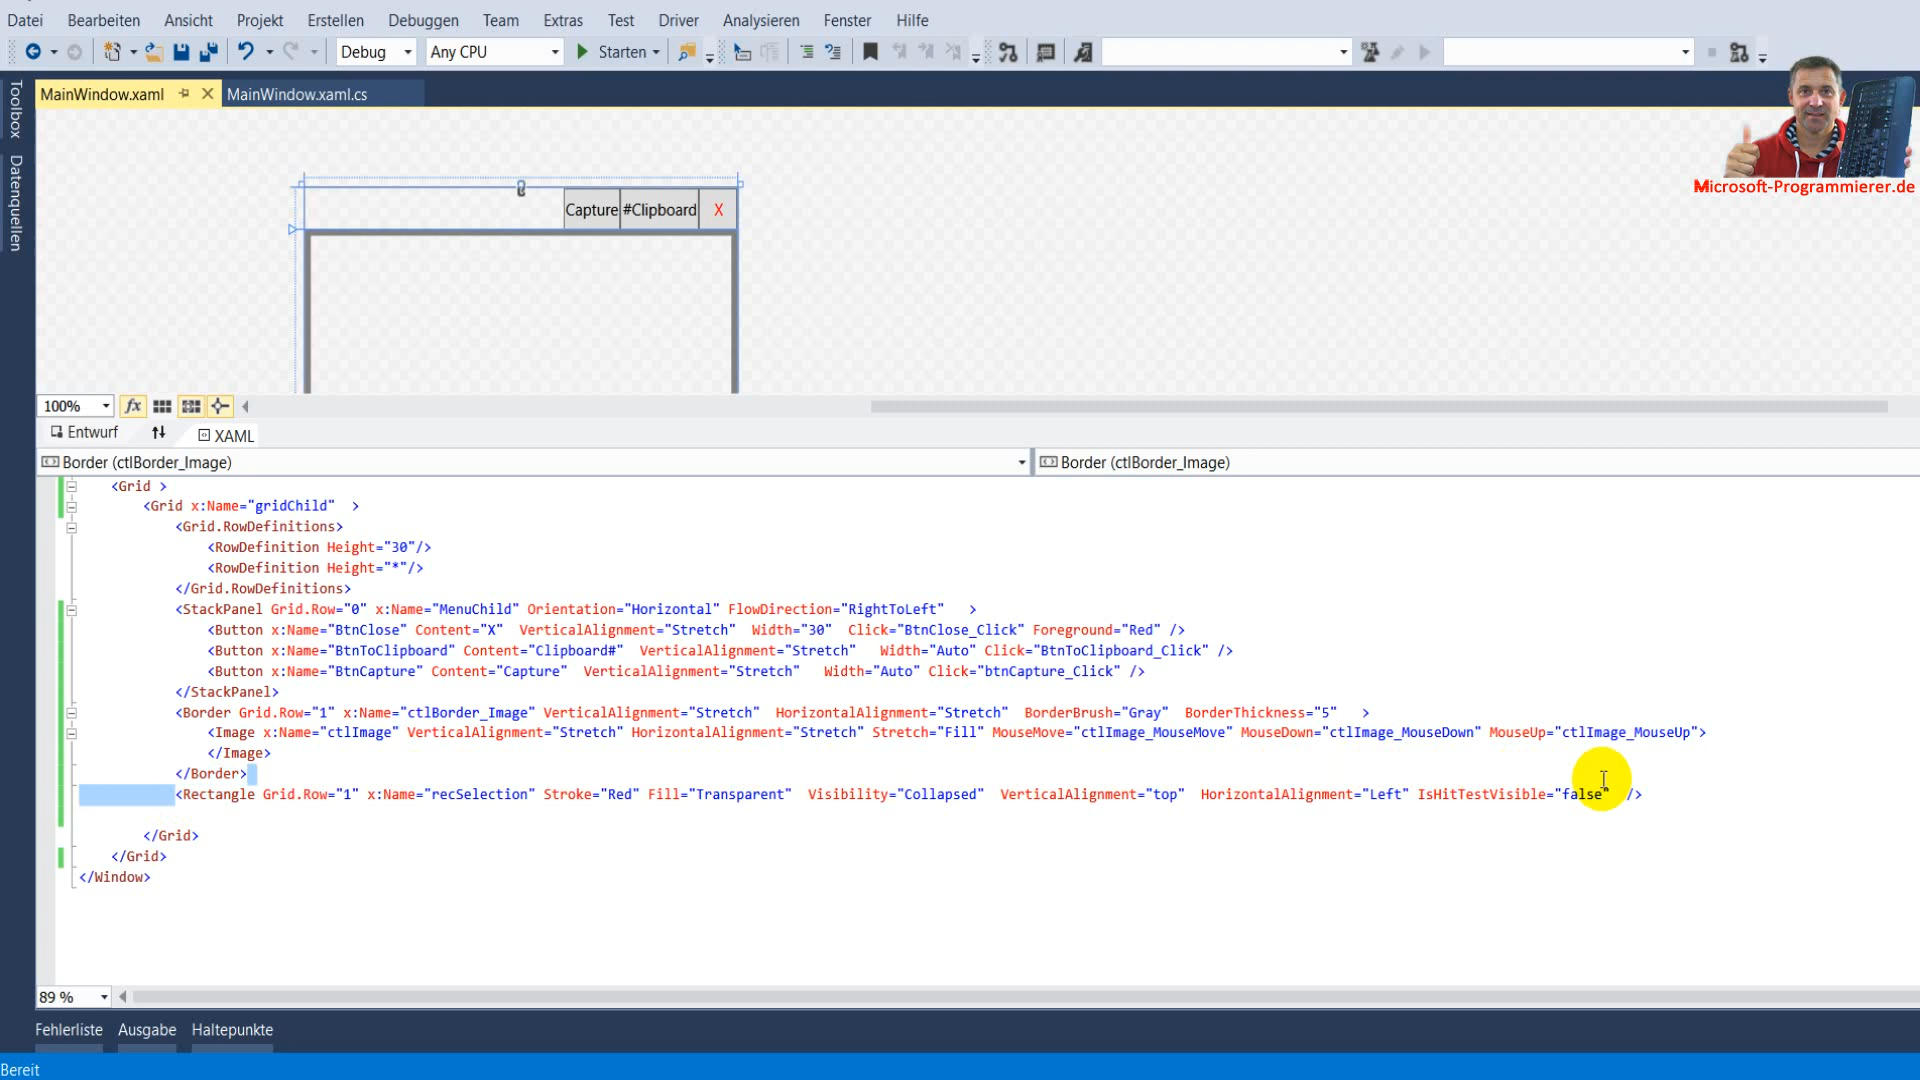 Datei Bearbeiten Ansicht Projekt Erstellen Debuggen Team Extras Test Driver Analysieren Fenster Hilfe
Debug Any CPU Starten
Toolbox
Datenquellen
MainWindow.xaml MainWindow.xaml.cs
Microsoft-Programmierer.de
Capture #Clipboard X
100% fx
Entwurf XAML
Border (ctlBorder_Image) Border (ctlBorder_Image)
<Grid >
<Grid x:Name="gridChild" >
<Grid.RowDefinitions>
<RowDefinition Height="30"/>
<RowDefinition Height="*"/>
</Grid.RowDefinitions>
<StackPanel Grid.Row="0" x:Name="MenuChild" Orientation="Horizontal" FlowDirection="RightToLeft" >
<Button x:Name="BtnClose" Content="X" VerticalAlignment="Stretch" Width="30" Click="BtnClose_Click" Foreground="Red" />
<Button x:Name="BtnToClipboard" Content="Clipboard#" VerticalAlignment="Stretch" Width="Auto" Click="BtnToClipboard_Click" />
<Button x:Name="BtnCapture" Content="Capture" VerticalAlignment="Stretch" Width="Auto" Click="btnCapture_Click" />
</StackPanel>
<Border Grid.Row="1" x:Name="ctlBorder_Image" VerticalAlignment="Stretch" HorizontalAlignment="Stretch" BorderBrush="Gray" BorderThickness="5" >
<Image x:Name="ctlImage" VerticalAlignment="Stretch" HorizontalAlignment="Stretch" Stretch="Fill" MouseMove="ctlImage_MouseMove" MouseDown="ctlImage_MouseDown" MouseUp="ctlImage_MouseUp">
</Image>
</Border>
<Rectangle Grid.Row="1" x:Name="recSelection" Stroke="Red" Fill="Transparent" Visibility="Collapsed" VerticalAlignment="top" HorizontalAlignment="Left" IsHitTestVisible="false" />
</Grid>
</Grid>
</Window>
89 %
Fehlerliste Ausgabe Haltepunkte
Bereit